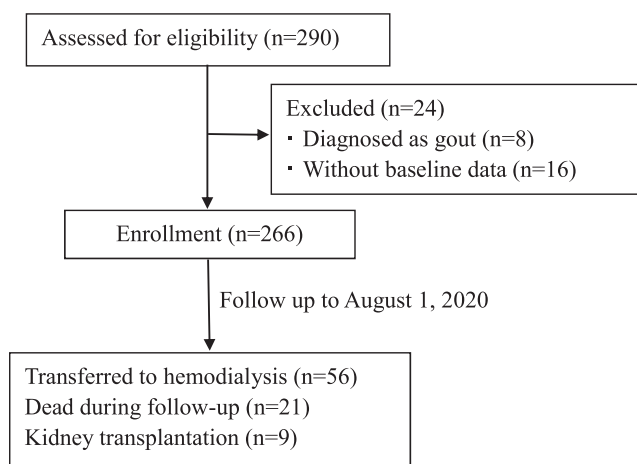 Assessed for eligibility (n=290)
Excluded (n=24)
· Diagnosed as gout (n=8)
· Without baseline data (n=16)
Enrollment (n=266)
Follow up to August 1, 2020
Transferred to hemodialysis (n=56)
Dead during follow-up (n=21)
Kidney transplantation (n=9)